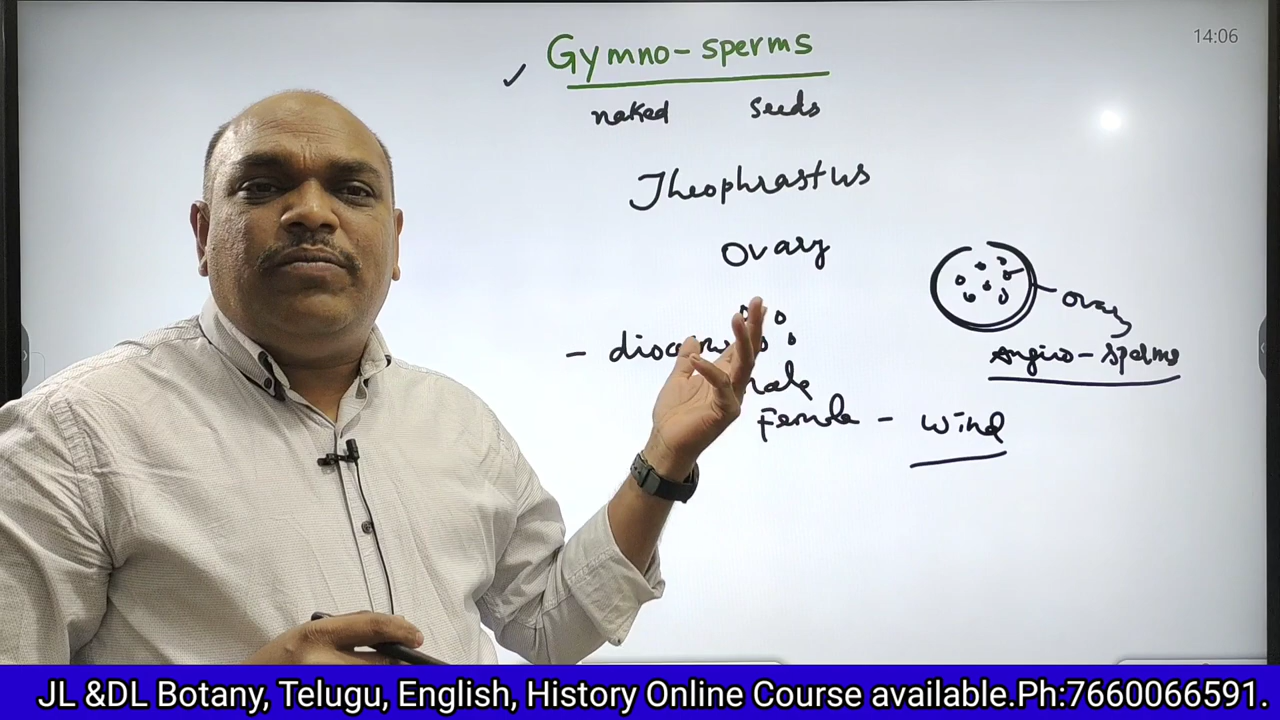 Gymno-sperms
14:06
naked seeds
Theophrastus
Ovary
ovary
Angio-sperms
Female - wind
JL &DL Botany, Telugu, English, History Online Course available.Ph:7660066591.